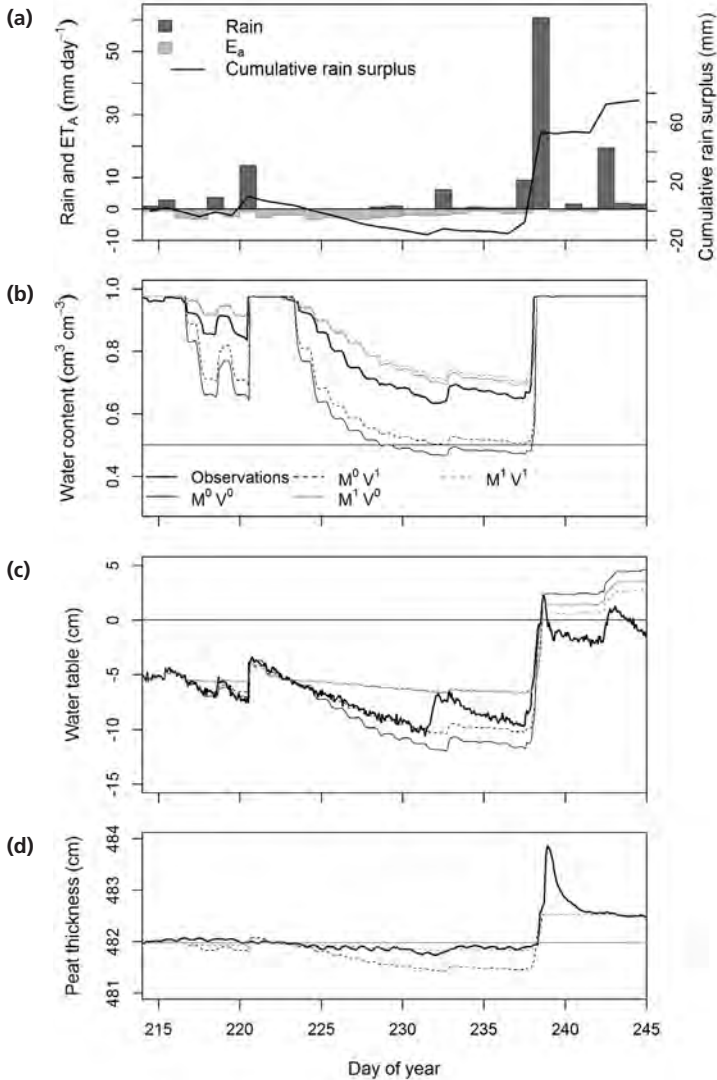 (a)
Rain and ETA (mm day−1)
60
50
30
10
0
-10
Rain
Ea
Cumulative rain surplus
Cumulative rain surplus (mm)
60
20
-20
(b)
Water content (cm3 cm−3)
1.0
0.8
0.6
0.4
Observations
M0 V1
M1 V1
M0 V0
M1 V0
(c)
Water table (cm)
5
0
-5
-10
-15
(d)
Peat thickness (cm)
484
483
482
481
215 220 225 230 235 240 245
Day of year